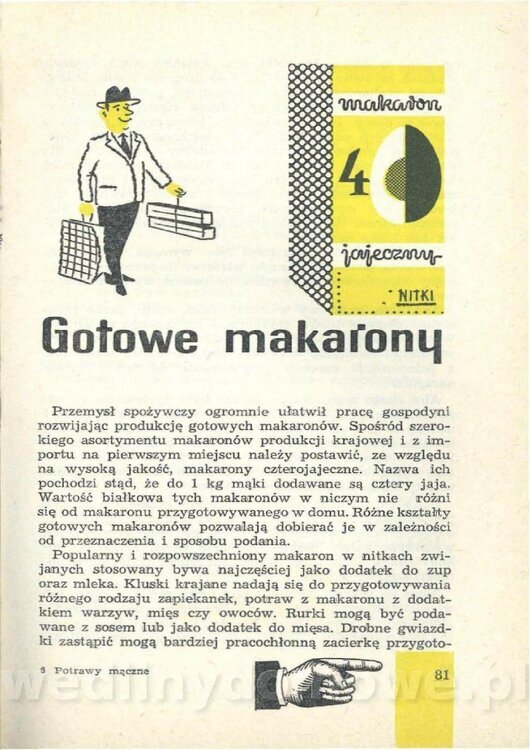 makaron
4
jajeczny
NITKI
Gotowe makarony
Przemysł spożywczy ogromnie ułatwił pracę gospodyni
rozwijając produkcję gotowych makaronów. Spośród szero-
kiego asortymentu makaronów produkcji krajowej i z im-
portu na pierwszym miejscu należy postawić, ze względu
na wysoką jakość, makarony czterojajeczne. Nazwa ich
pochodzi stąd, że do 1 kg mąki dodawane są cztery jaja.
Wartość białkowa tych makaronów w niczym nie różni
się od makaronu przygotowywanego w domu. Różne kształty
gotowych makaronów pozwalają dobierać je w zależności
od przeznaczenia i sposobu podania.
Popularny i rozpowszechniony makaron w nitkach zwi-
janych stosowany bywa najczęściej jako dodatek do zup
oraz mleka. Kluski krajane nadają się do przygotowywania
różnego rodzaju zapiekanek, potraw z makaronu z dodat-
kiem warzyw, mięs czy owoców. Rurki mogą być poda-
wane z sosem lub jako dodatek do mięsa. Drobne gwiazd-
ki zastąpić mogą bardziej pracochłonną zacierkę przygoto-
3 Potrawy mączne
81
wedlinydomowe.pl